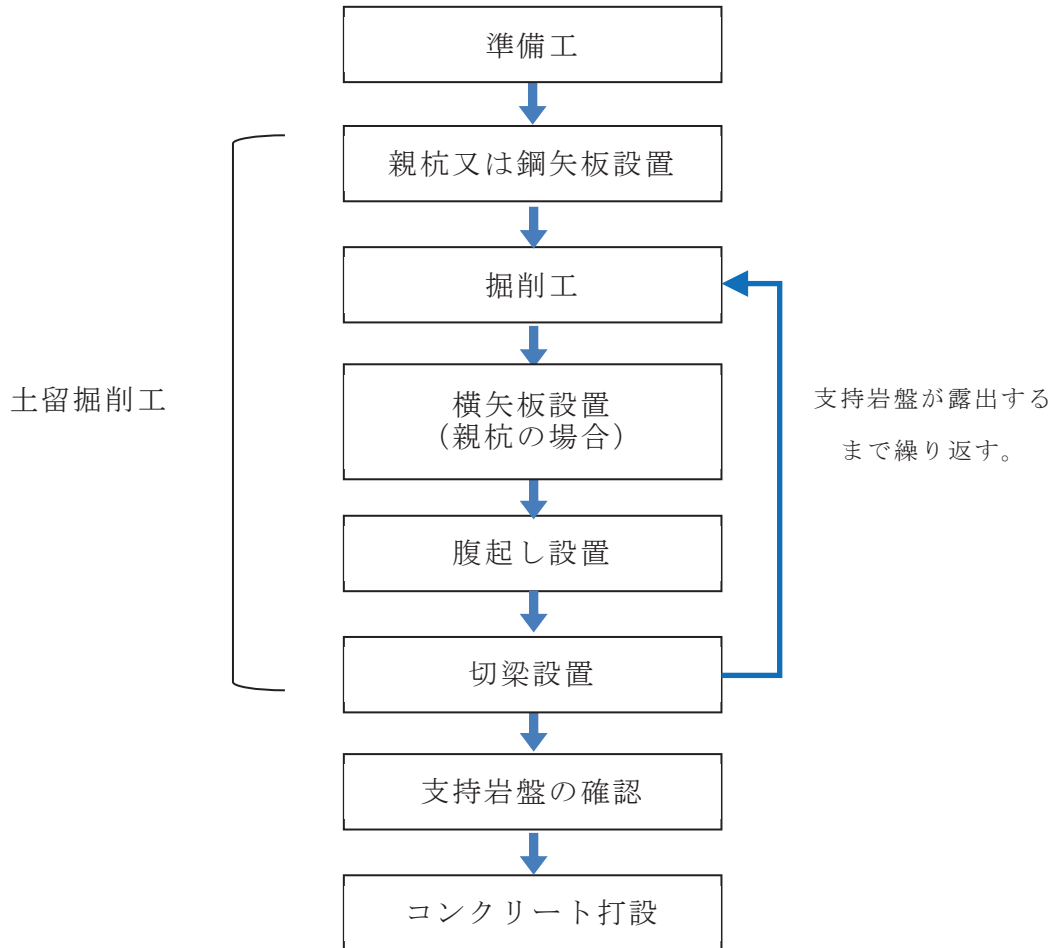 準備工
親杭又は鋼矢板設置
掘削工
土留掘削工
横矢板設置
（親杭の場合）
支持岩盤が露出する
まで繰り返す。
腹起し設置
切梁設置
支持岩盤の確認
コンクリート打設